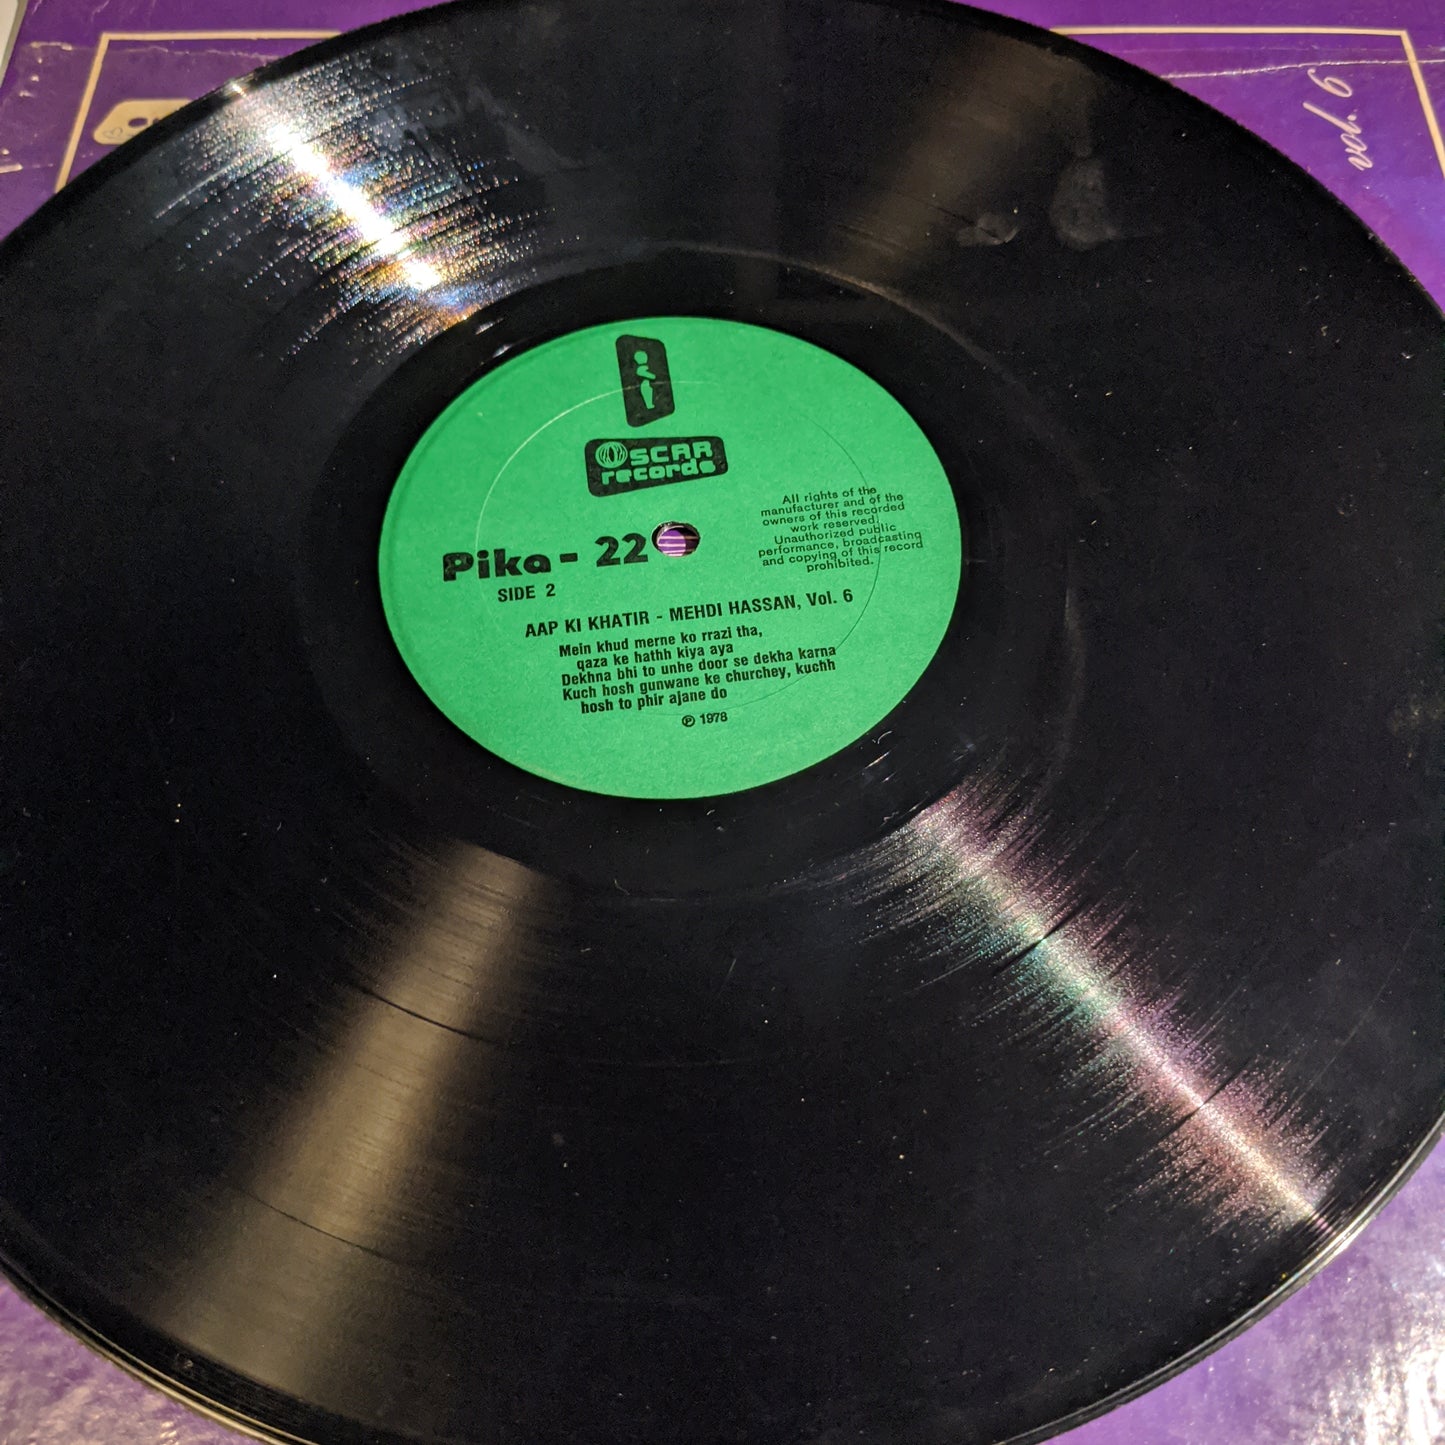 vol. 6
OSCAR
records
Pika - 22
SIDE 2
All rights of the
manufacturer and of the
owners of this recorded
work reserved.
Unauthorized public
performance, broadcasting
and copying of this record
prohibited.
AAP KI KHATIR - MEHDI HASSAN, Vol. 6
Mein khud merne ko rrazi tha,
qaza ke hathh kiya aya
Dekhna bhi to unhe door se dekha karna
Kuch hosh gunwane ke churchey, kuchh
hosh to phir ajane do
℗ 1978